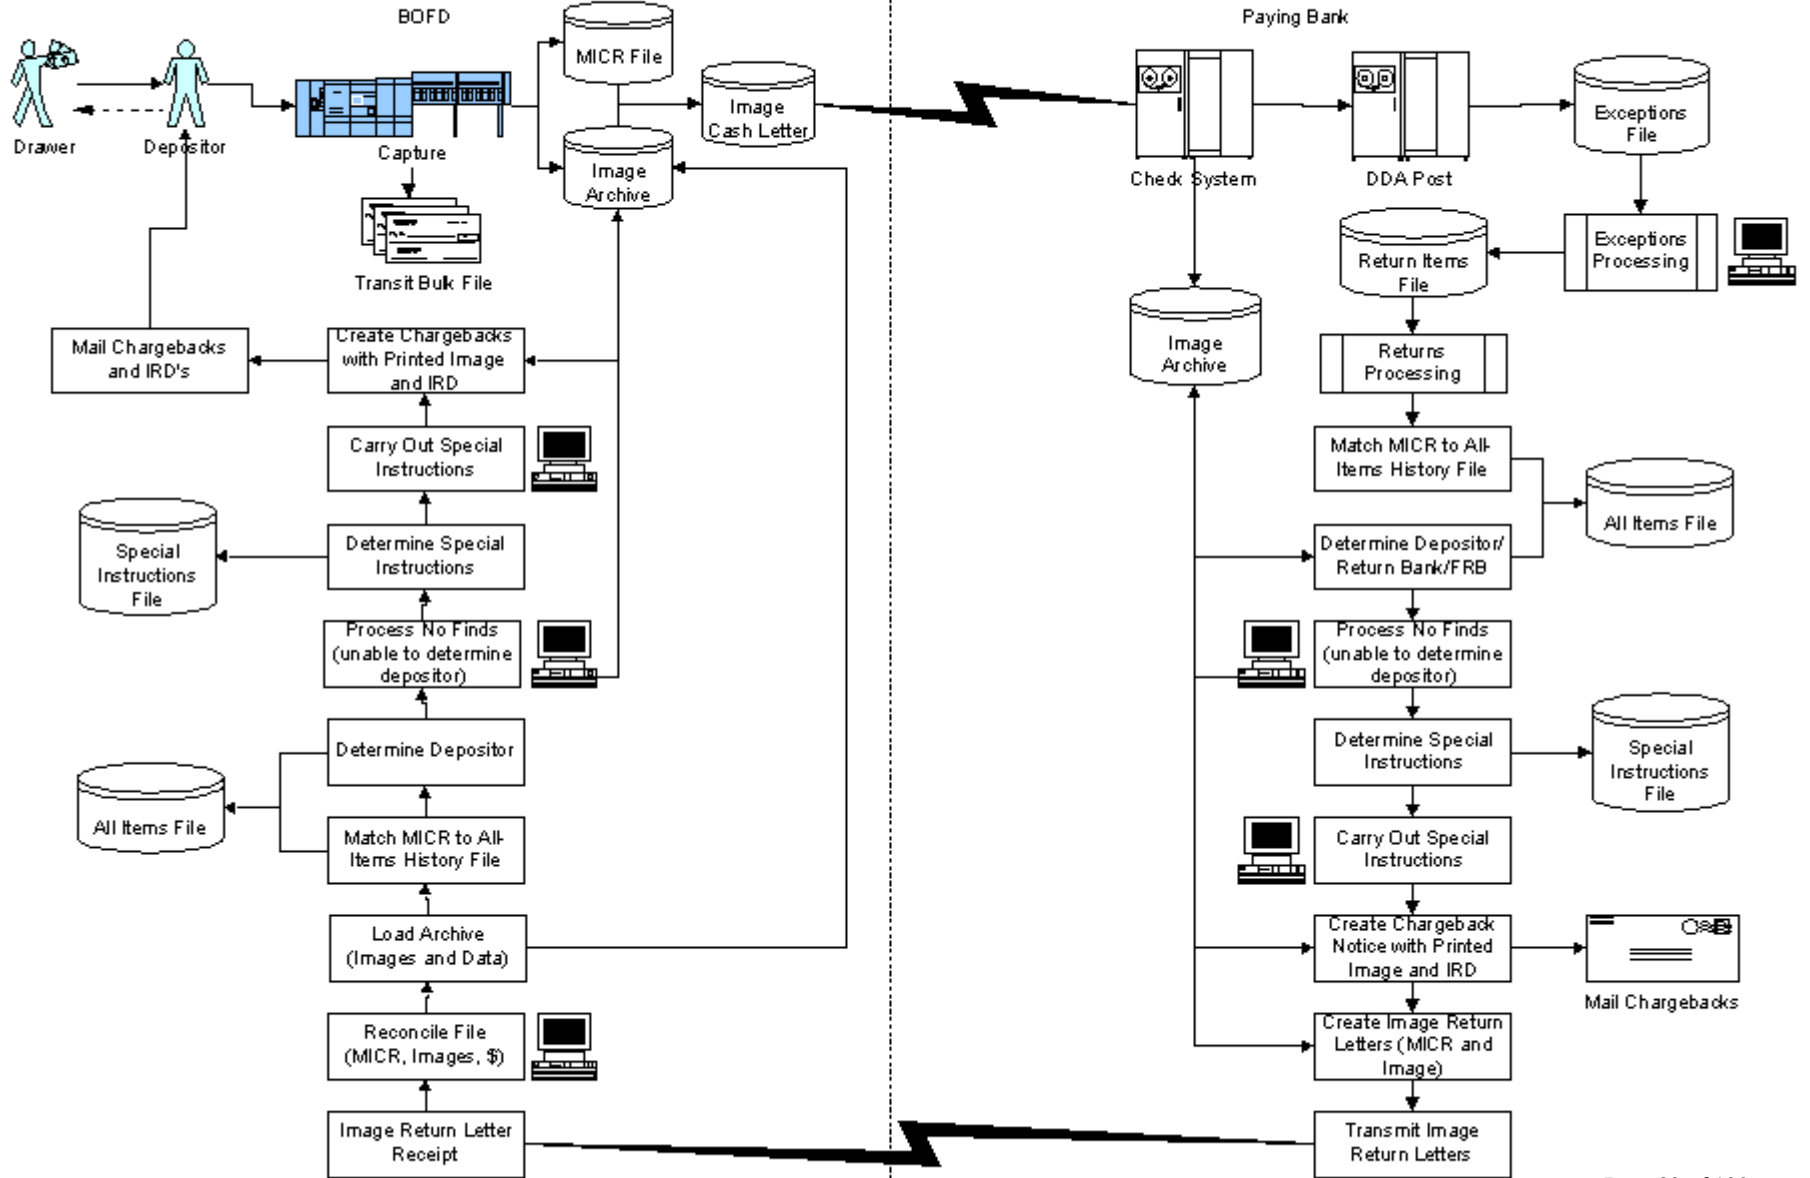 BOFD
Paying Bank
MICR File
Image
Cash Letter
Drawer
Depositor
Capture
Image
Archive
Transit Bulk File
Check System
DDA Post
Exceptions
File
Exceptions
Processing
Return Items
File
Returns
Processing
Image
Archive
Mail Chargebacks
and IRD's
Create Chargebacks
with Printed Image
and IRD
Carry Out Special
Instructions
Determine Special
Instructions
Special
Instructions
File
Process No Finds
(unable to determine
depositor)
Determine Depositor
All Items File
Match MICR to All-
Items History File
Load Archive
(Images and Data)
Reconcile File
(MICR, Images, $)
Image Return Letter
Receipt
Match MICR to All-
Items History File
All Items File
Determine Depositor/
Return Bank/FRB
Process No Finds
(unable to determine
depositor)
Determine Special
Instructions
Special
Instructions
File
Carry Out Special
Instructions
Create Chargeback
Notice with Printed
Image and IRD
Mail Chargebacks
Create Image Return
Letters (MICR and
Image)
Transmit Image
Return Letters